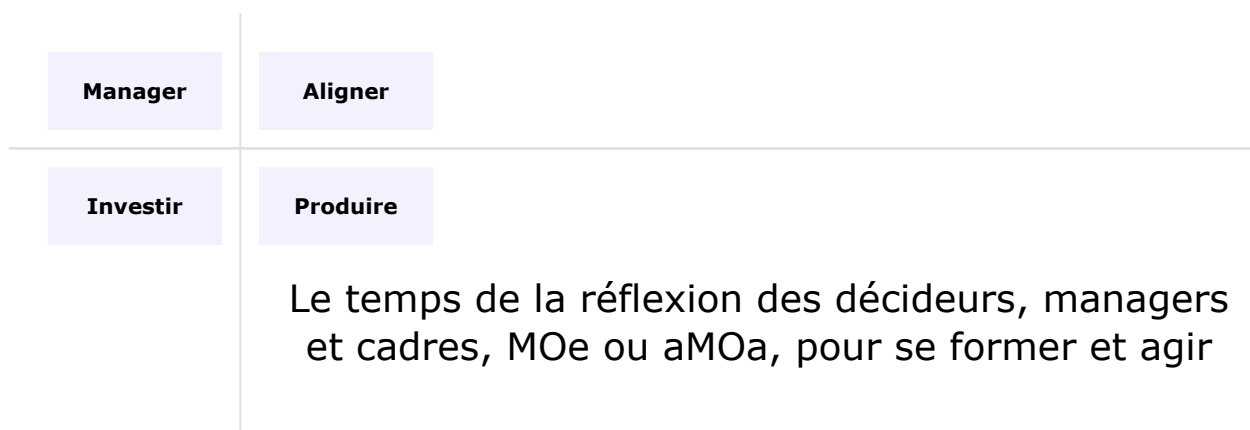 Manager
Aligner
Investir
Produire
Le temps de la réflexion des décideurs, managers
et cadres, MOe ou aMOa, pour se former et agir